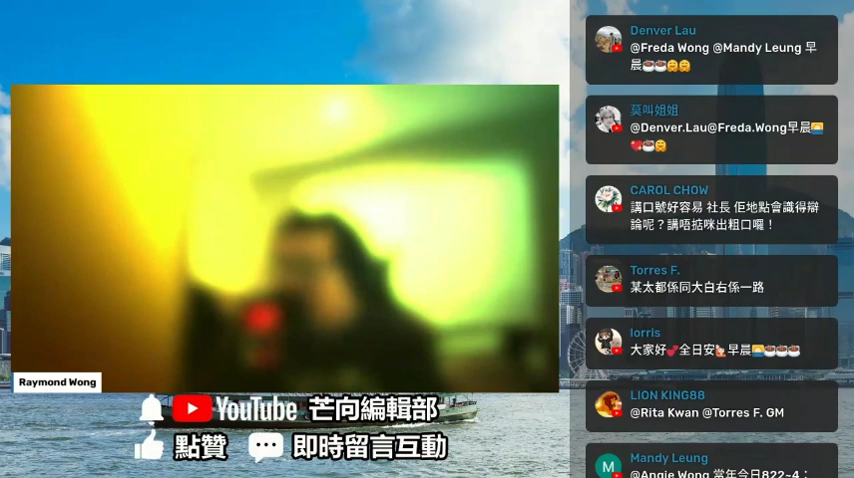 Raymond Wong
YouTube 芒向編輯部
點贊 即時留言互動
Denver Lau
@Freda Wong @Mandy Leung 早
晨☕☕🤗🤗
莫叫姐姐
@Denver.Lau@Freda.Wong早晨🌅
💖☕🤗
CAROL CHOW
講口號好容易 社長 佢地點會識得辯
論呢？講唔掂咪出粗口囉！
Torres F.
某太都係同大白右係一路
lorris
大家好💕全日安🙋🏻早晨🌅☕☕☕
LION KING88
@Rita Kwan @Torres F. GM
M
Mandy Leung
@Angie Wong 當年今日822~4：